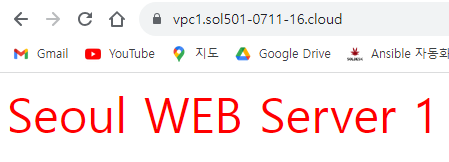 vpc1.sol501-0711-16.cloud
Gmail YouTube 지도 Google Drive Ansible 자동화
Seoul WEB Server 1